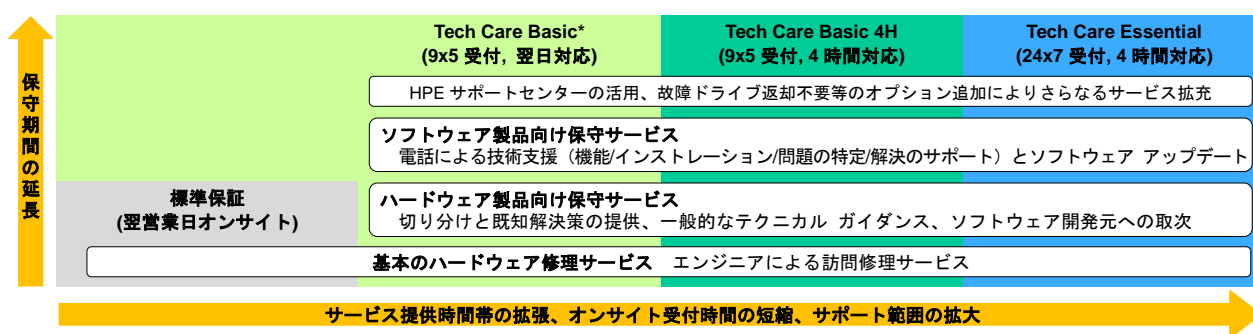 Tech Care Basic*
(9x5 受付, 翌日対応)
Tech Care Basic 4H
(9x5 受付, 4 時間対応)
Tech Care Essential
(24x7 受付, 4 時間対応)
保守期間の延長
HPE サポートセンターの活用、故障ドライブ返却不要等のオプション追加によりさらなるサービス拡充
ソフトウェア製品向け保守サービス
電話による技術支援（機能/インストレーション/問題の特定/解決のサポート）とソフトウェア アップデート
標準保証
(翌営業日オンサイト)
ハードウェア製品向け保守サービス
切り分けと既知解決策の提供、一般的なテクニカル ガイダンス、ソフトウェア開発元への取次
基本のハードウェア修理サービス　エンジニアによる訪問修理サービス
サービス提供時間帯の拡張、オンサイト受付時間の短縮、サポート範囲の拡大